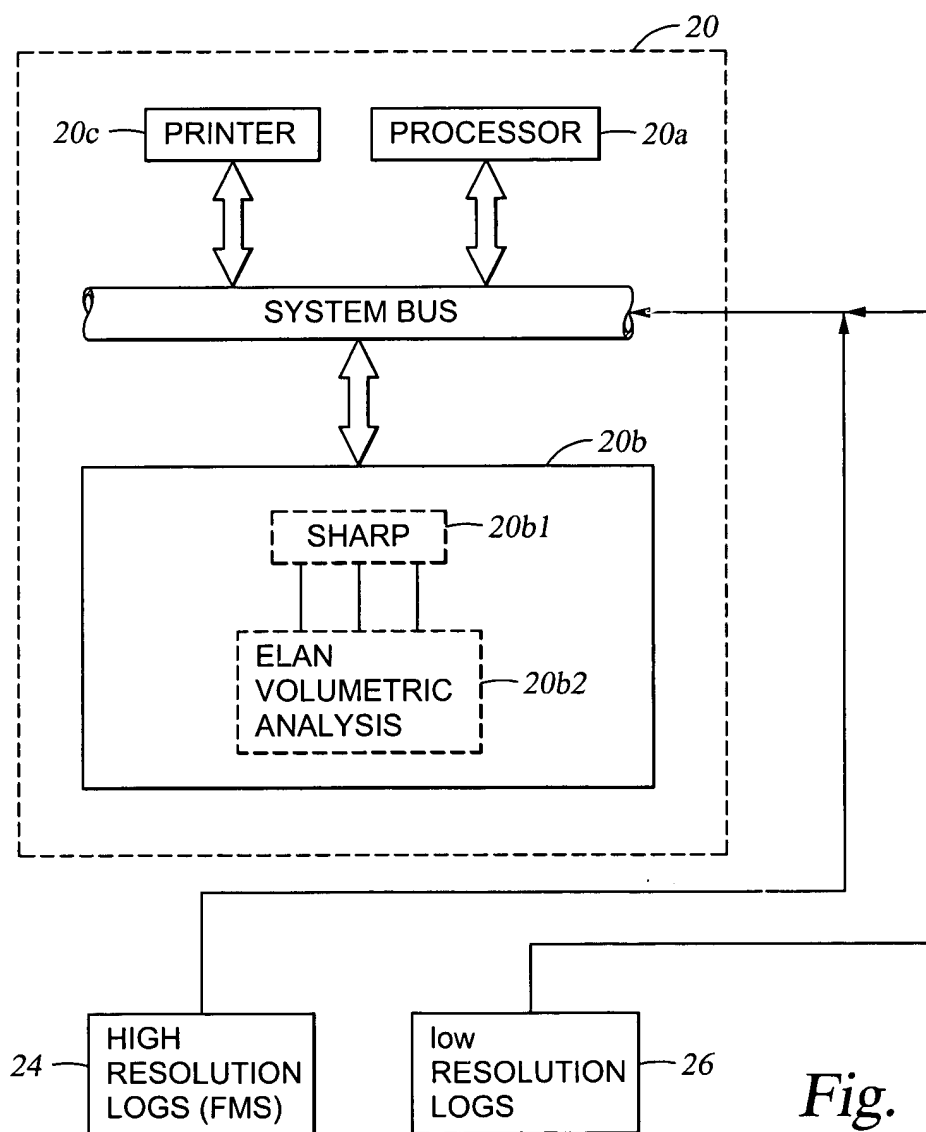 20
20c
PRINTER
PROCESSOR
20a
SYSTEM BUS
20b
SHARP
20b1
ELAN
VOLUMETRIC
ANALYSIS
20b2
24
HIGH
RESOLUTION
LOGS (FMS)
low
RESOLUTION
LOGS
26
Fig.